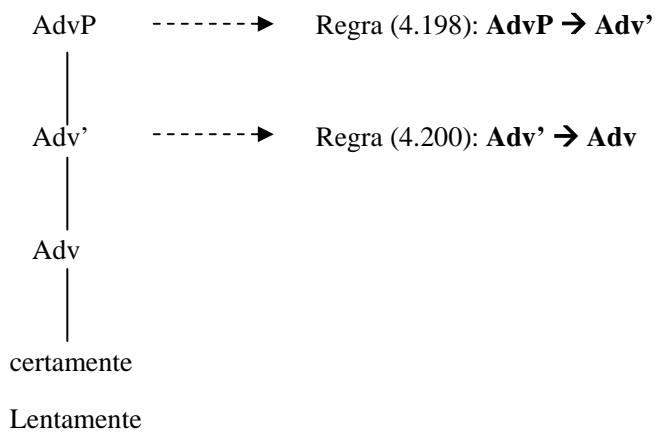 AdvP Regra (4.198): AdvP → Adv’
Adv’ Regra (4.200): Adv’ → Adv
Adv
certamente
Lentamente